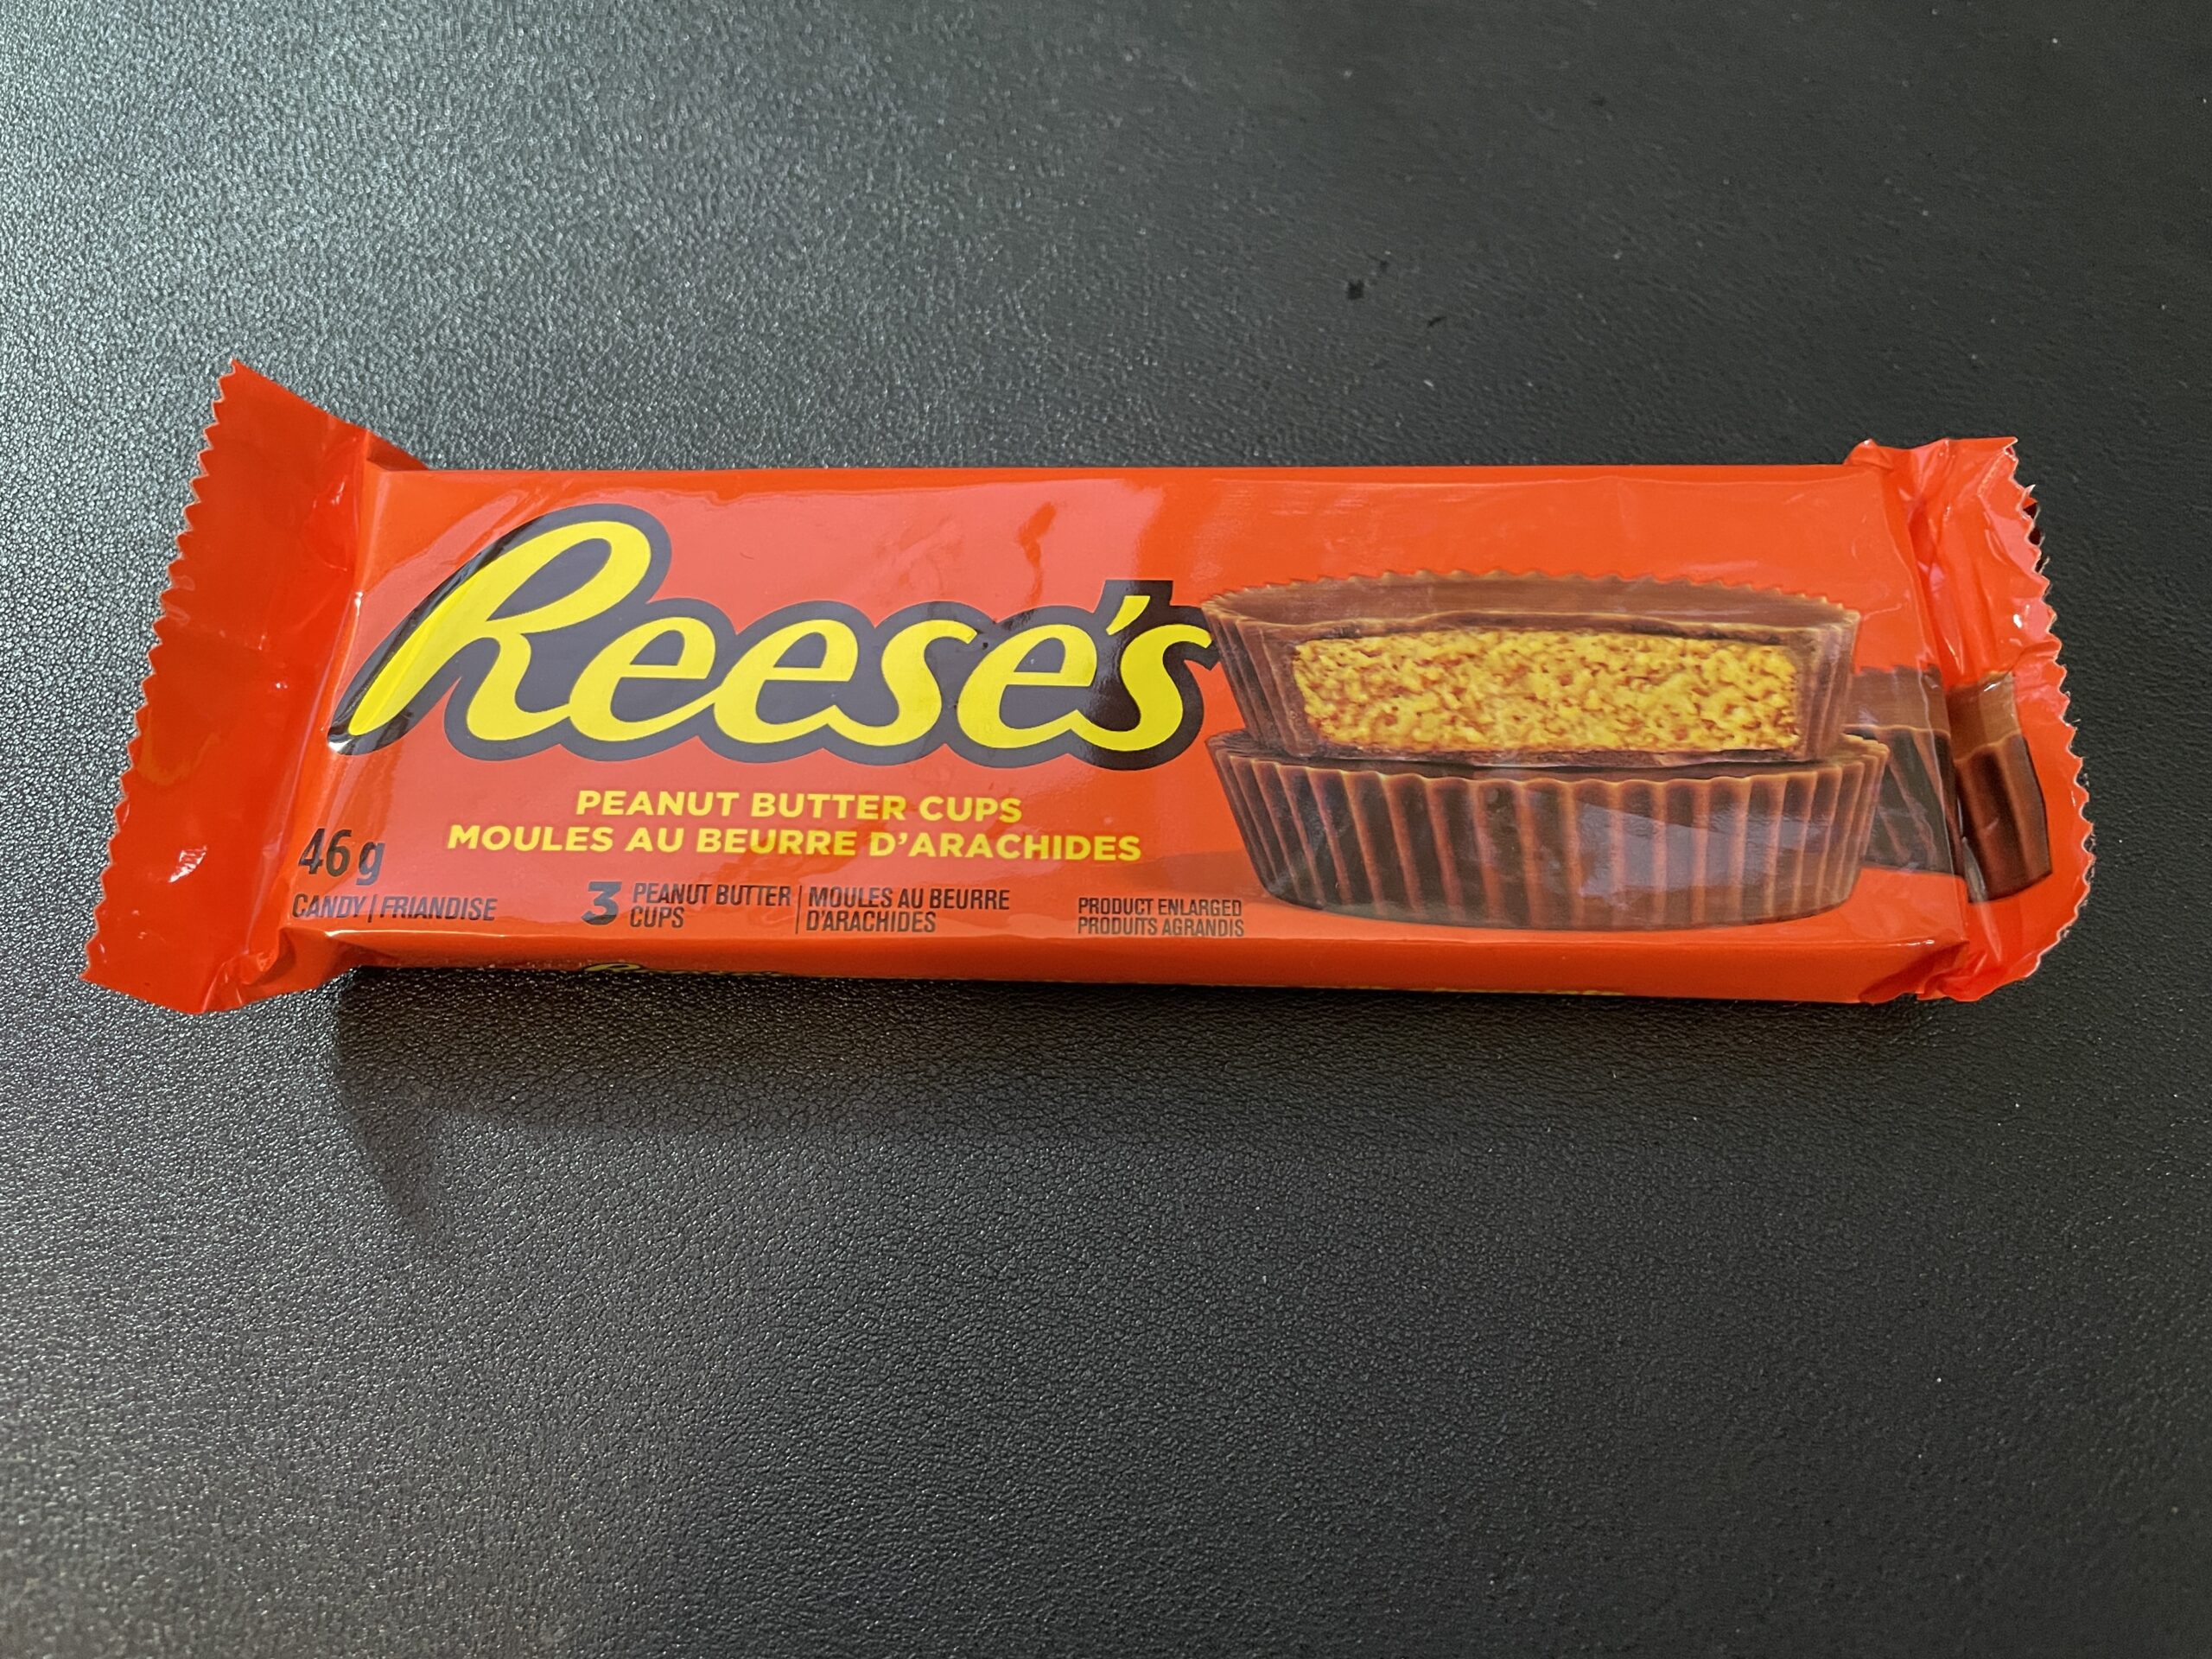 Reese's
PEANUT BUTTER CUPS
MOULES AU BEURRE D'ARACHIDES
46 g
CANDY | FRIANDISE
3 PEANUT BUTTER CUPS | MOULES AU BEURRE D'ARACHIDES
PRODUCT ENLARGED
PRODUITS AGRANDIS